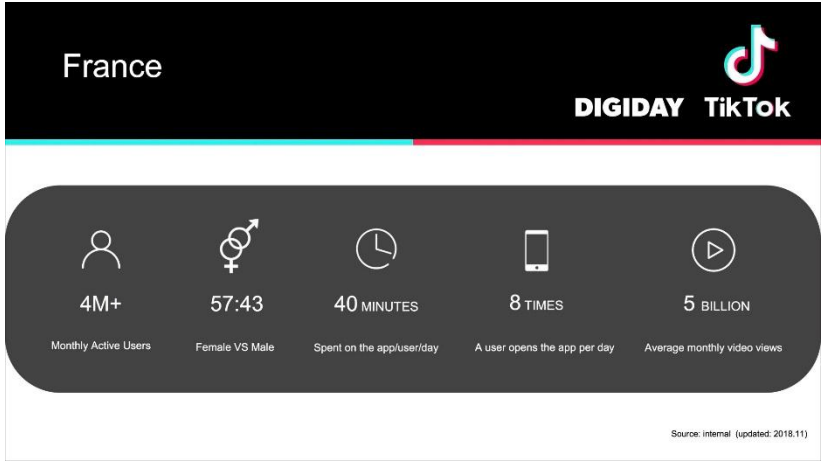 France
DIGIDAY TikTok
4M+
Monthly Active Users
57:43
Female VS Male
40 MINUTES
Spent on the app/user/day
8 TIMES
A user opens the app per day
5 BILLION
Average monthly video views
Source: internal (updated: 2018.11)